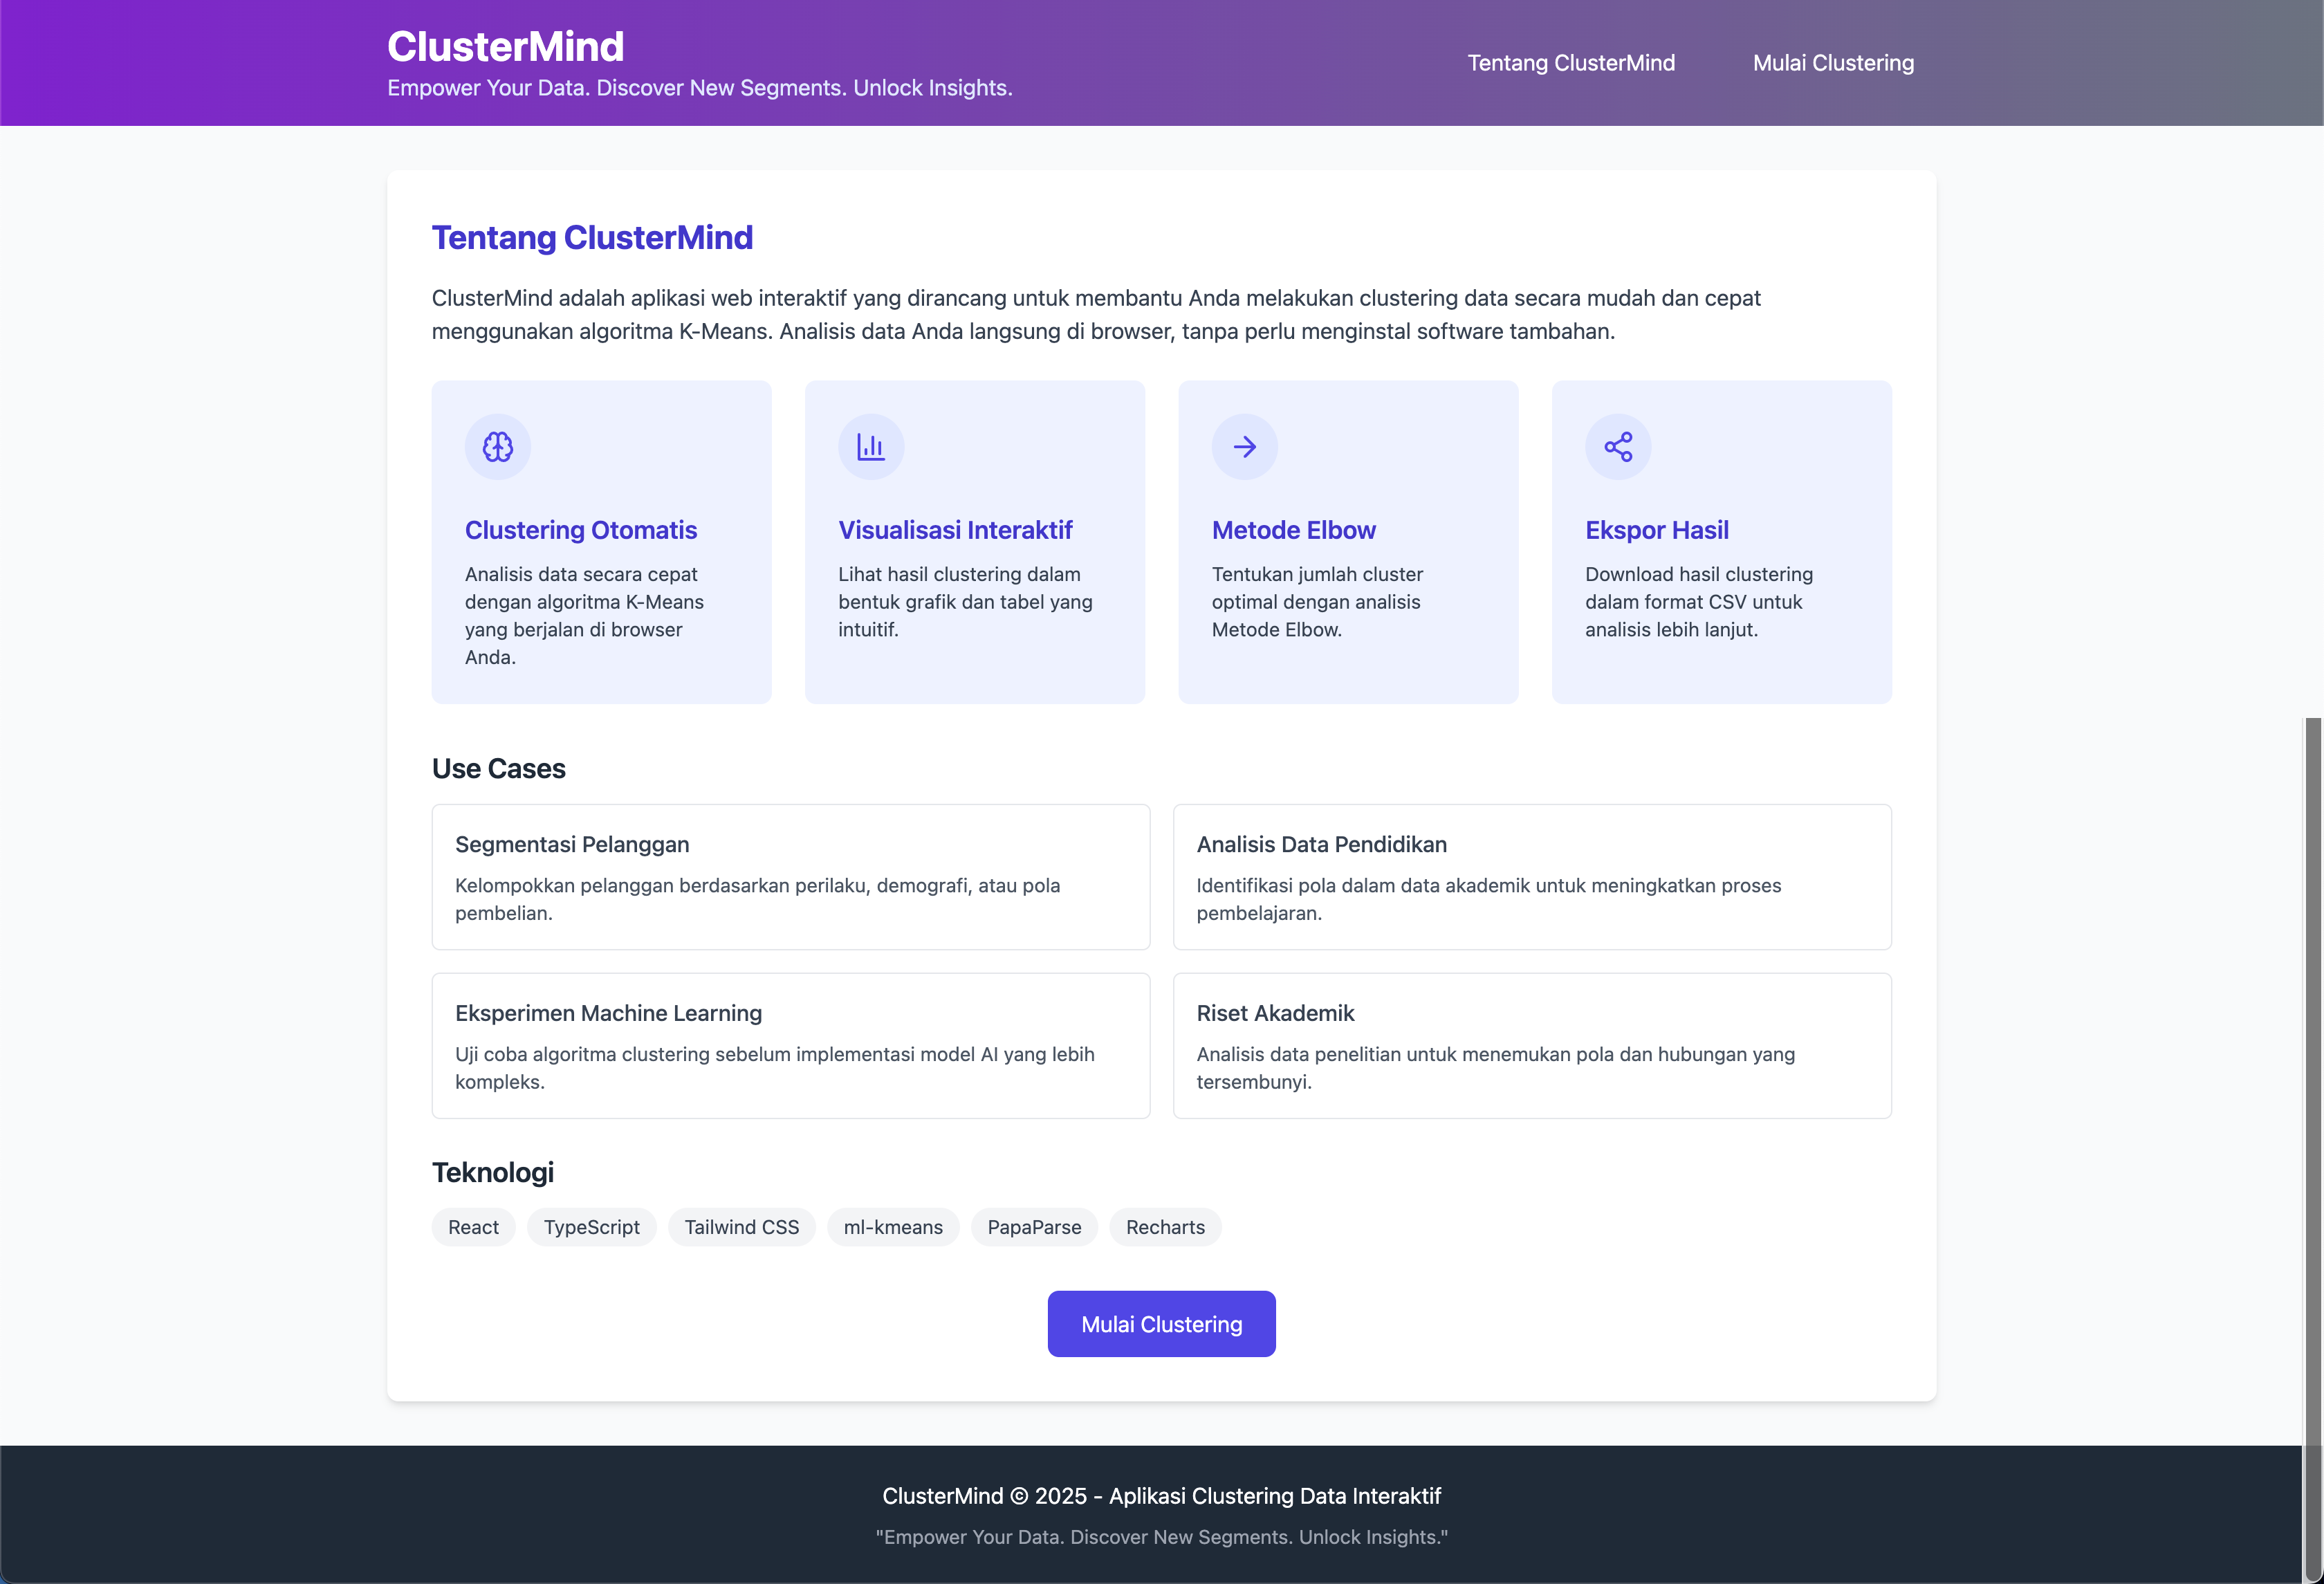 ClusterMind
Empower Your Data. Discover New Segments. Unlock Insights.
Tentang ClusterMind
Mulai Clustering
Tentang ClusterMind
ClusterMind adalah aplikasi web interaktif yang dirancang untuk membantu Anda melakukan clustering data secara mudah dan cepat
menggunakan algoritma K-Means. Analisis data Anda langsung di browser, tanpa perlu menginstal software tambahan.
Clustering Otomatis
Analisis data secara cepat
dengan algoritma K-Means
yang berjalan di browser
Anda.
Visualisasi Interaktif
Lihat hasil clustering dalam
bentuk grafik dan tabel yang
intuitif.
Metode Elbow
Tentukan jumlah cluster
optimal dengan analisis
Metode Elbow.
Ekspor Hasil
Download hasil clustering
dalam format CSV untuk
analisis lebih lanjut.
Use Cases
Segmentasi Pelanggan
Kelompokkan pelanggan berdasarkan perilaku, demografi, atau pola
pembelian.
Analisis Data Pendidikan
Identifikasi pola dalam data akademik untuk meningkatkan proses
pembelajaran.
Eksperimen Machine Learning
Uji coba algoritma clustering sebelum implementasi model AI yang lebih
kompleks.
Riset Akademik
Analisis data penelitian untuk menemukan pola dan hubungan yang
tersembunyi.
Teknologi
React
TypeScript
Tailwind CSS
ml-kmeans
PapaParse
Recharts
Mulai Clustering
ClusterMind © 2025 - Aplikasi Clustering Data Interaktif
"Empower Your Data. Discover New Segments. Unlock Insights."